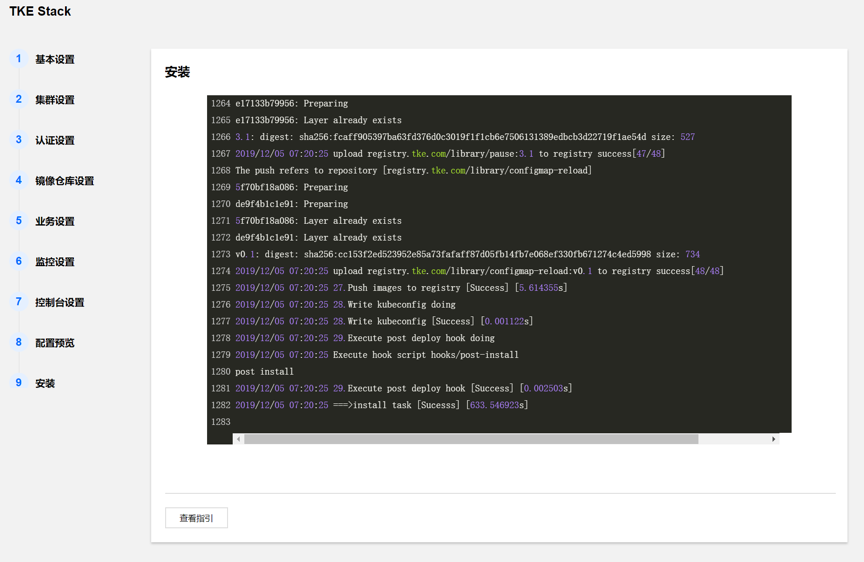 TKE Stack
1 基本设置
2 集群设置
3 认证设置
4 镜像仓库设置
5 业务设置
6 监控设置
7 控制台设置
8 配置预览
9 安装
安装
1264 e17133b79956: Preparing
1265 e17133b79956: Layer already exists
1266 3.1: digest: sha256:fcaff905397ba63fd376d0c3019f1f1cb6e7506131389edbcb3d22719f1ae54d size: 527
1267 2019/12/05 07:20:25 upload registry.tke.com/library/pause:3.1 to registry success[47/48]
1268 The push refers to repository [registry.tke.com/library/configmap-reload]
1269 5f70bf18a086: Preparing
1270 de9f4b1c1e91: Preparing
1271 5f70bf18a086: Layer already exists
1272 de9f4b1c1e91: Layer already exists
1273 v0.1: digest: sha256:cc153f2ed523952e85a73fafaff87d05fb14fb7e068ef330fb671274c4ed5998 size: 734
1274 2019/12/05 07:20:25 upload registry.tke.com/library/configmap-reload:v0.1 to registry success[48/48]
1275 2019/12/05 07:20:25 27.Push images to registry [Success] [5.614355s]
1276 2019/12/05 07:20:25 28.Write kubeconfig doing
1277 2019/12/05 07:20:25 28.Write kubeconfig [Success] [0.001122s]
1278 2019/12/05 07:20:25 29.Execute post deploy hook doing
1279 2019/12/05 07:20:25 Execute hook script hooks/post-install
1280 post install
1281 2019/12/05 07:20:25 29.Execute post deploy hook [Success] [0.002503s]
1282 2019/12/05 07:20:25 ===>install task [Sucesss] [633.546923s]
1283
查看指引